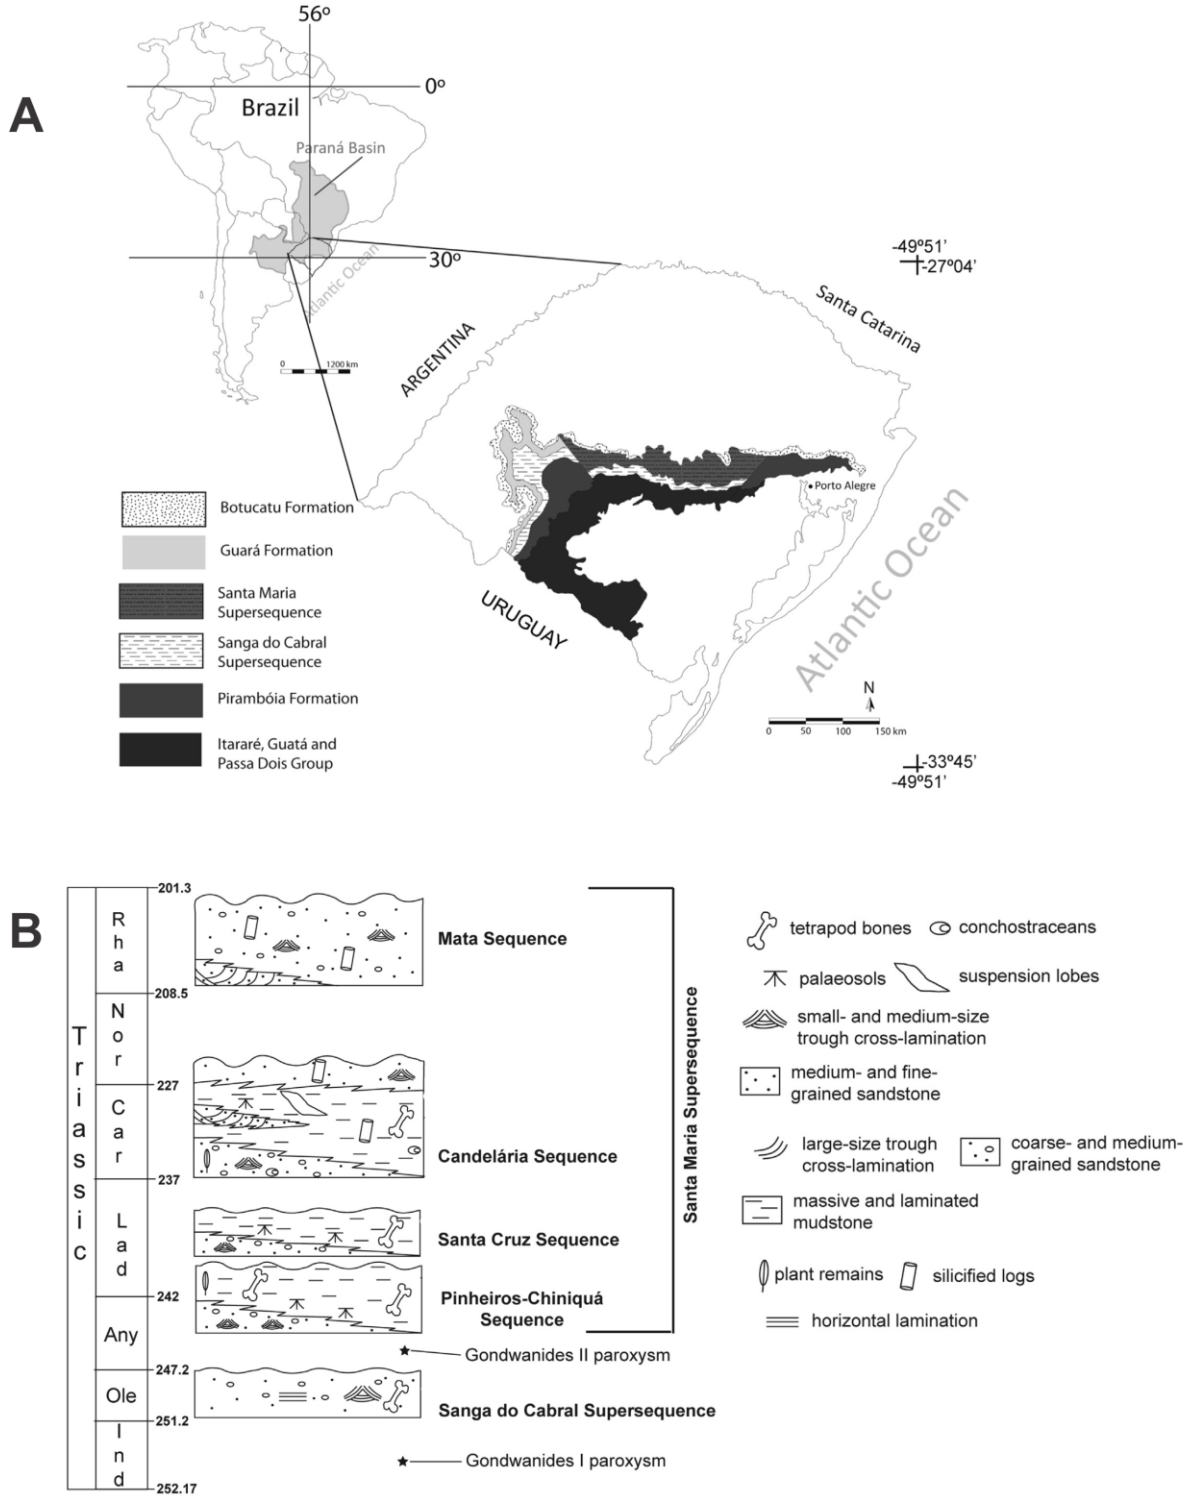 A
56º
0º
Brazil
Paraná Basin
30º
Atlantic Ocean
0 1200 km
-49º51'
-27º04'
Santa Catarina
ARGENTINA
Porto Alegre
URUGUAY
Atlantic Ocean
N
0 50 100 150 km
-33º45'
-49º51'
Botucatu Formation
Guará Formation
Santa Maria
Supersequence
Sanga do Cabral
Supersequence
Pirambóia Formation
Itararé, Guatá and
Passa Dois Group
B
Triassic
Rha
Nor
Car
Lad
Any
Ole
Ind
201.3
208.5
227
237
242
247.2
251.2
252.17
Mata Sequence
Candelária Sequence
Santa Cruz Sequence
Pinheiros-Chiniquá
Sequence
Gondwanides II paroxysm
Sanga do Cabral Supersequence
Gondwanides I paroxysm
Santa Maria Supersequence
tetrapod bones
conchostraceans
palaeosols
suspension lobes
small- and medium-size
trough cross-lamination
medium- and fine-
grained sandstone
large-size trough
cross-lamination
coarse- and medium-
grained sandstone
massive and laminated
mudstone
plant remains
silicified logs
horizontal lamination